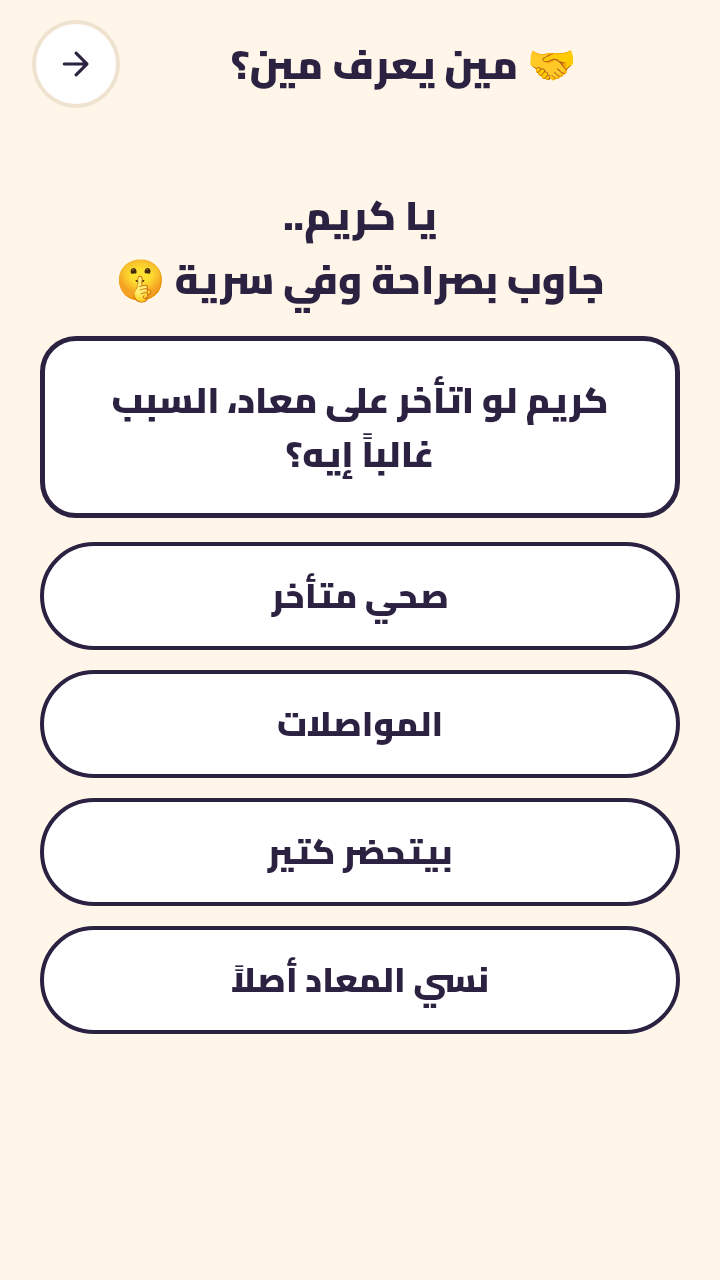 🤝 مين يعرف مين؟
يا كريم..
جاوب بصراحة وفي سرية 🤫
كريم لو اتأخر على معاد، السبب
غالباً إيه؟
صحي متأخر
المواصلات
بيتحضر كتير
نسي المعاد أصلاً